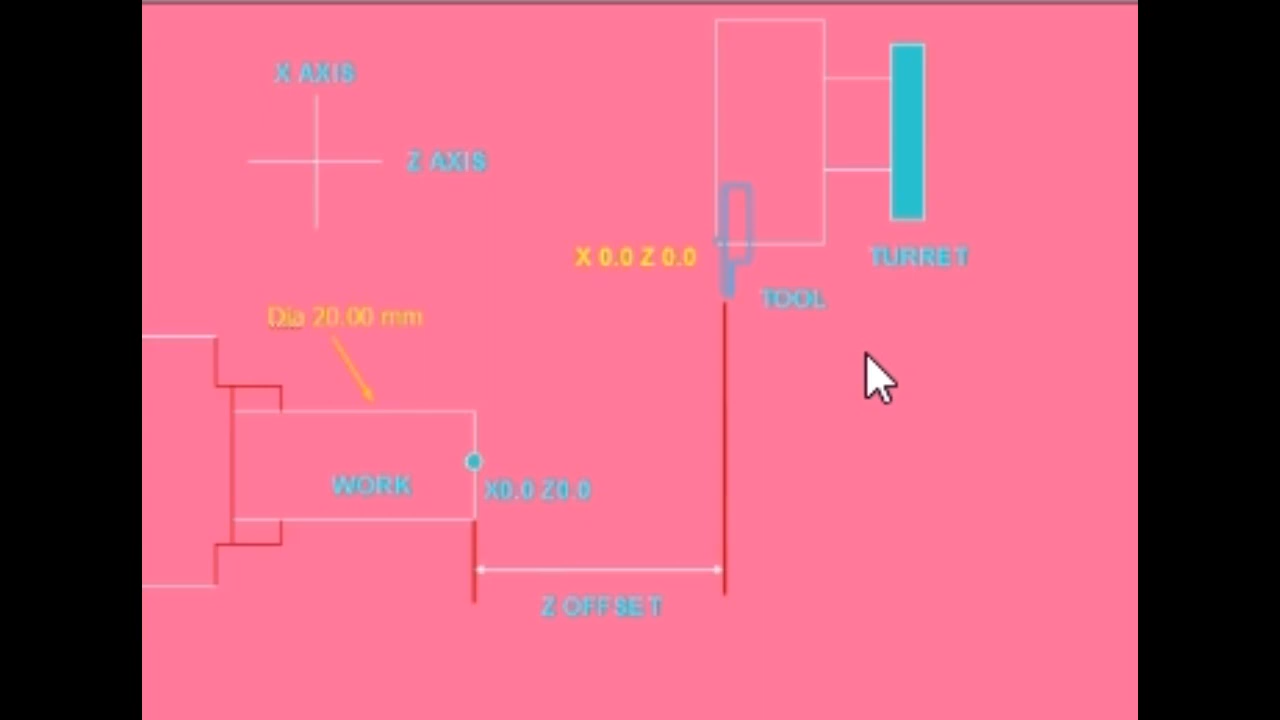 X AXIS
Z AXIS
X 0.0 Z 0.0
TURRET
TOOL
Dia 20.00 mm
WORK
X0.0 Z0.0
Z OFFSET